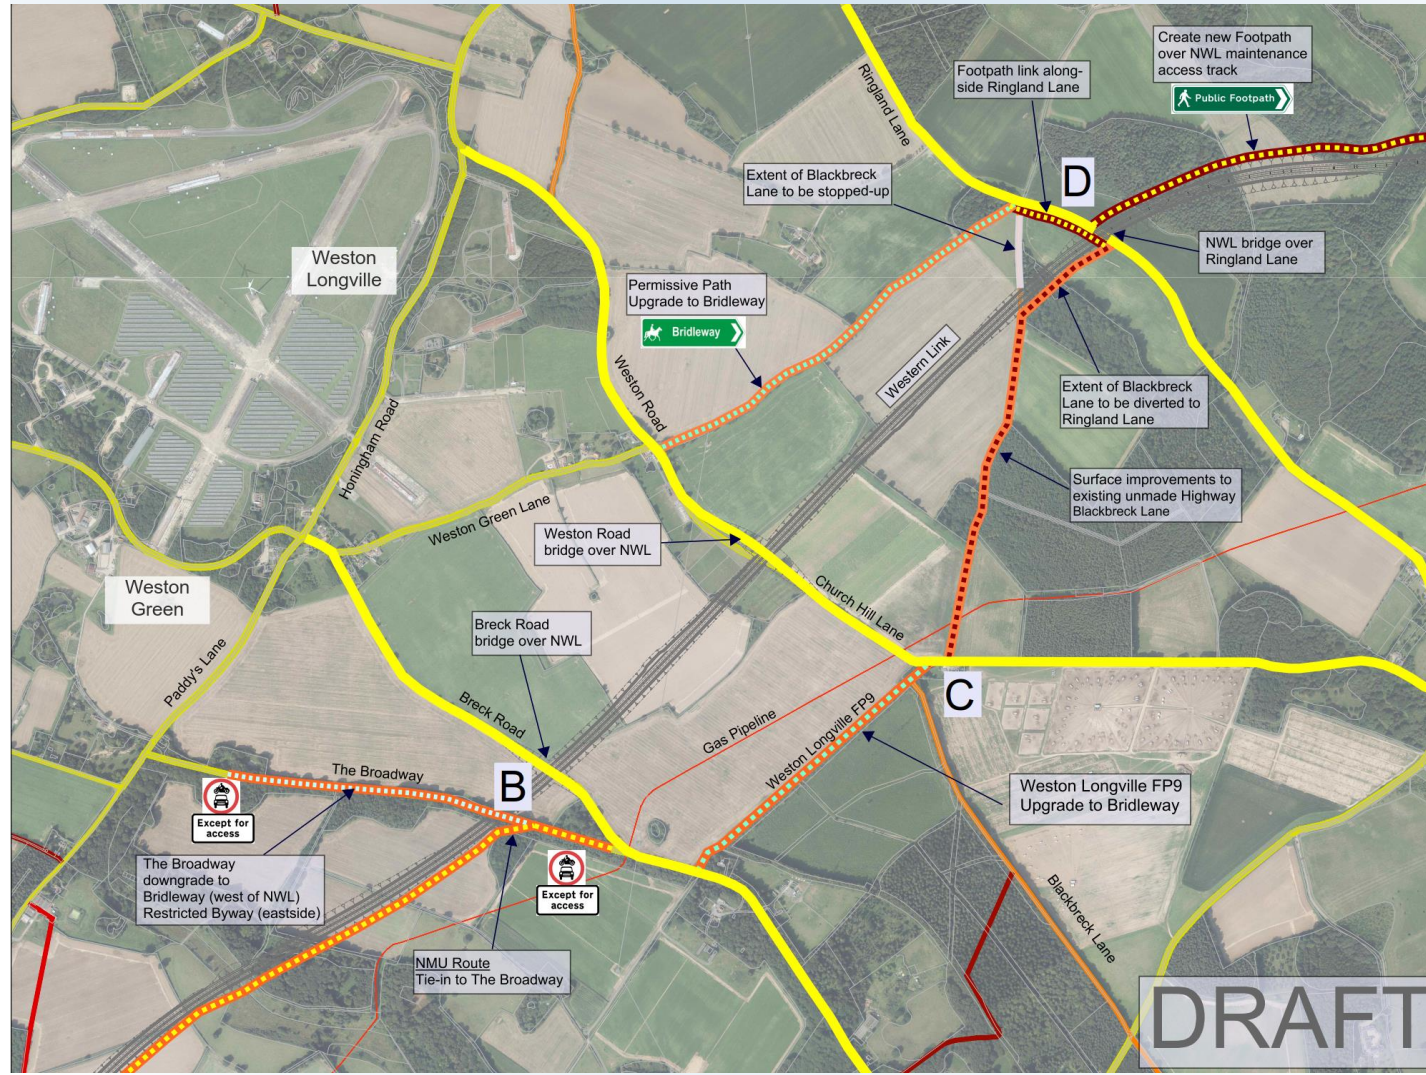 Create new Footpath
over NWL maintenance
access track
Public Footpath
Footpath link along-
side Ringland Lane
Ringland Lane
Extent of Blackbreck
Lane to be stopped-up
D
NWL bridge over
Ringland Lane
Weston
Longville
Permissive Path
Upgrade to Bridleway
Bridleway
Western Link
Weston Road
Extent of Blackbreck
Lane to be diverted to
Ringland Lane
Honingham Road
Surface improvements to
existing unmade Highway
Blackbreck Lane
Weston Green Lane
Weston Road
bridge over NWL
Weston
Green
Church Hill Lane
Breck Road
bridge over NWL
Paddy's Lane
C
Breck Road
Gas Pipeline
Weston Longville FP9
The Broadway
B
Weston Longville FP9
Upgrade to Bridleway
Except for
access
The Broadway
downgrade to
Bridleway (west of NWL)
Restricted Byway (eastside)
Except for
access
Blackbreck Lane
NMU Route
Tie-in to The Broadway
DRAFT